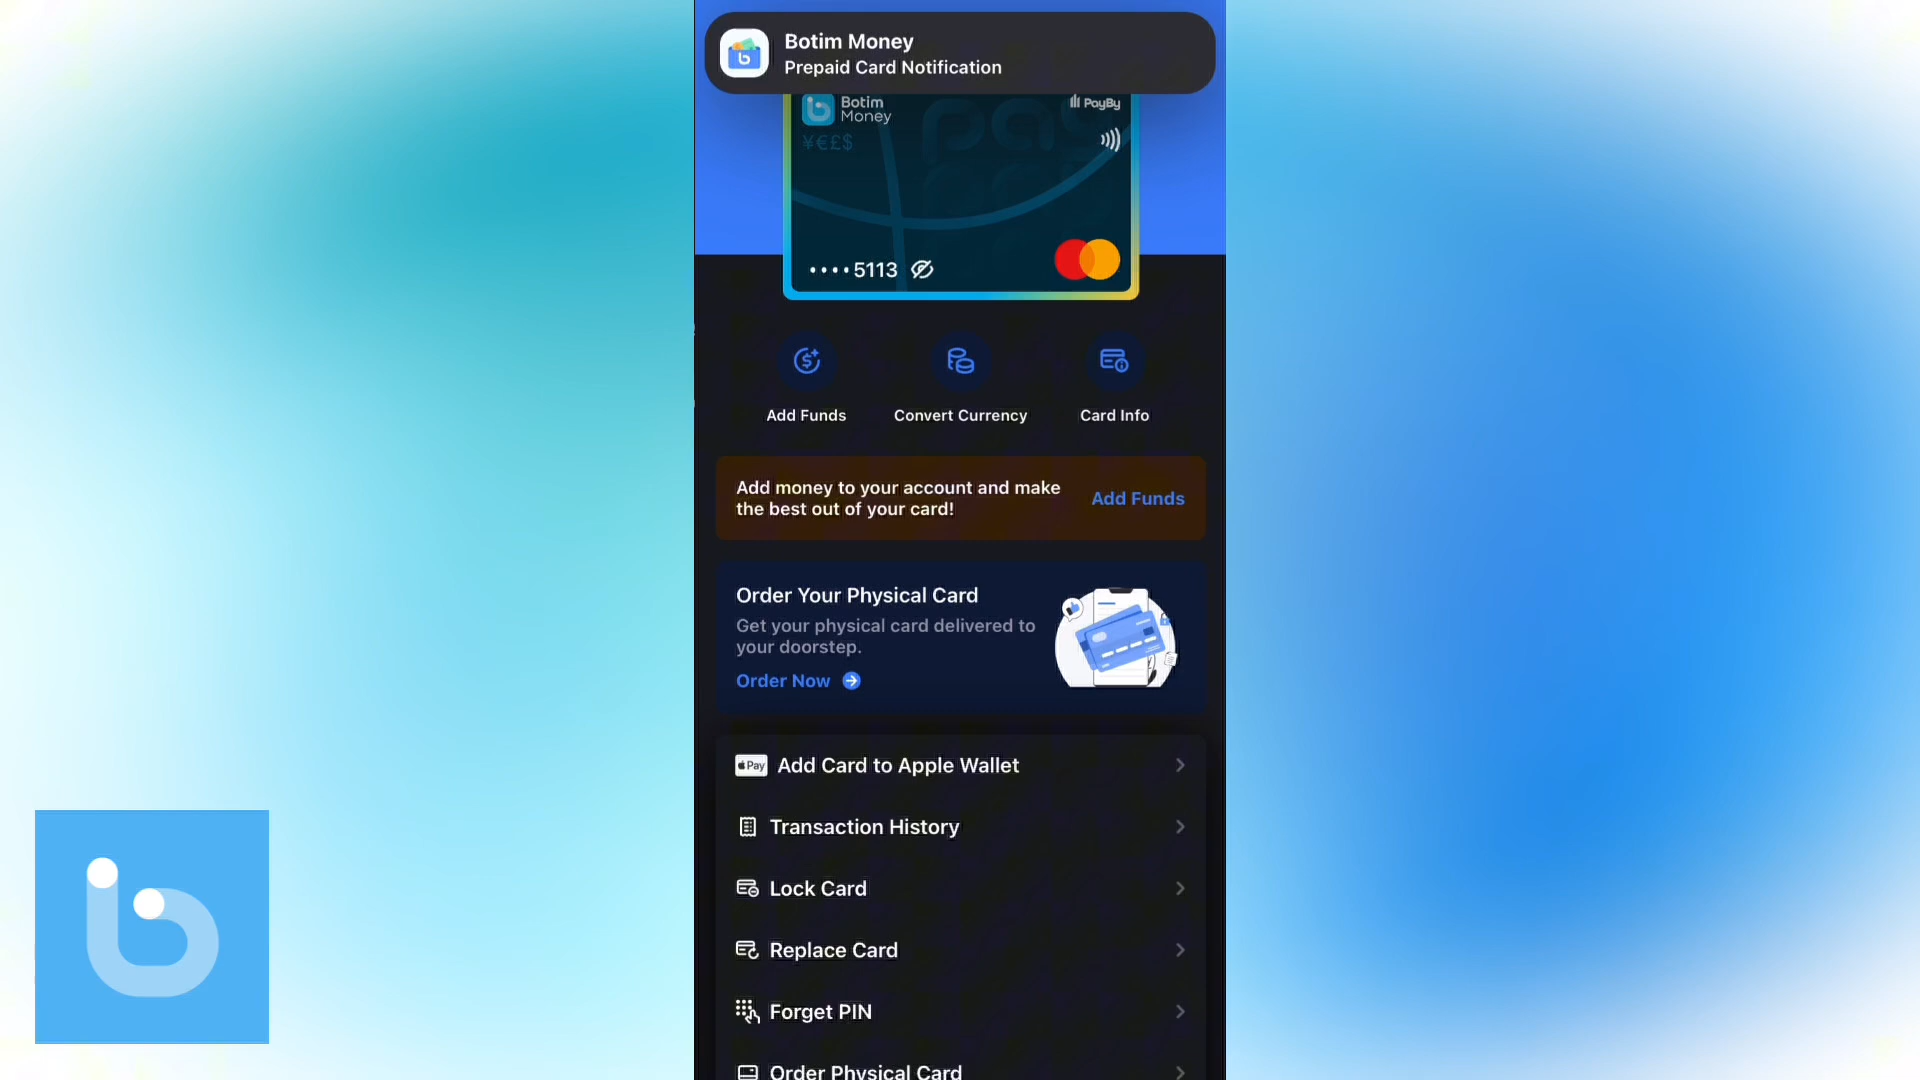 Botim Money
Prepaid Card Notification
Botim
Money
PayBy
¥€£$
pay
•••• 5113
Add Funds
Convert Currency
Card Info
Add money to your account and make
the best out of your card!
Add Funds
Order Your Physical Card
Get your physical card delivered to
your doorstep.
Order Now
Pay
Add Card to Apple Wallet
Transaction History
Lock Card
Replace Card
Forget PIN
Order Physical Card